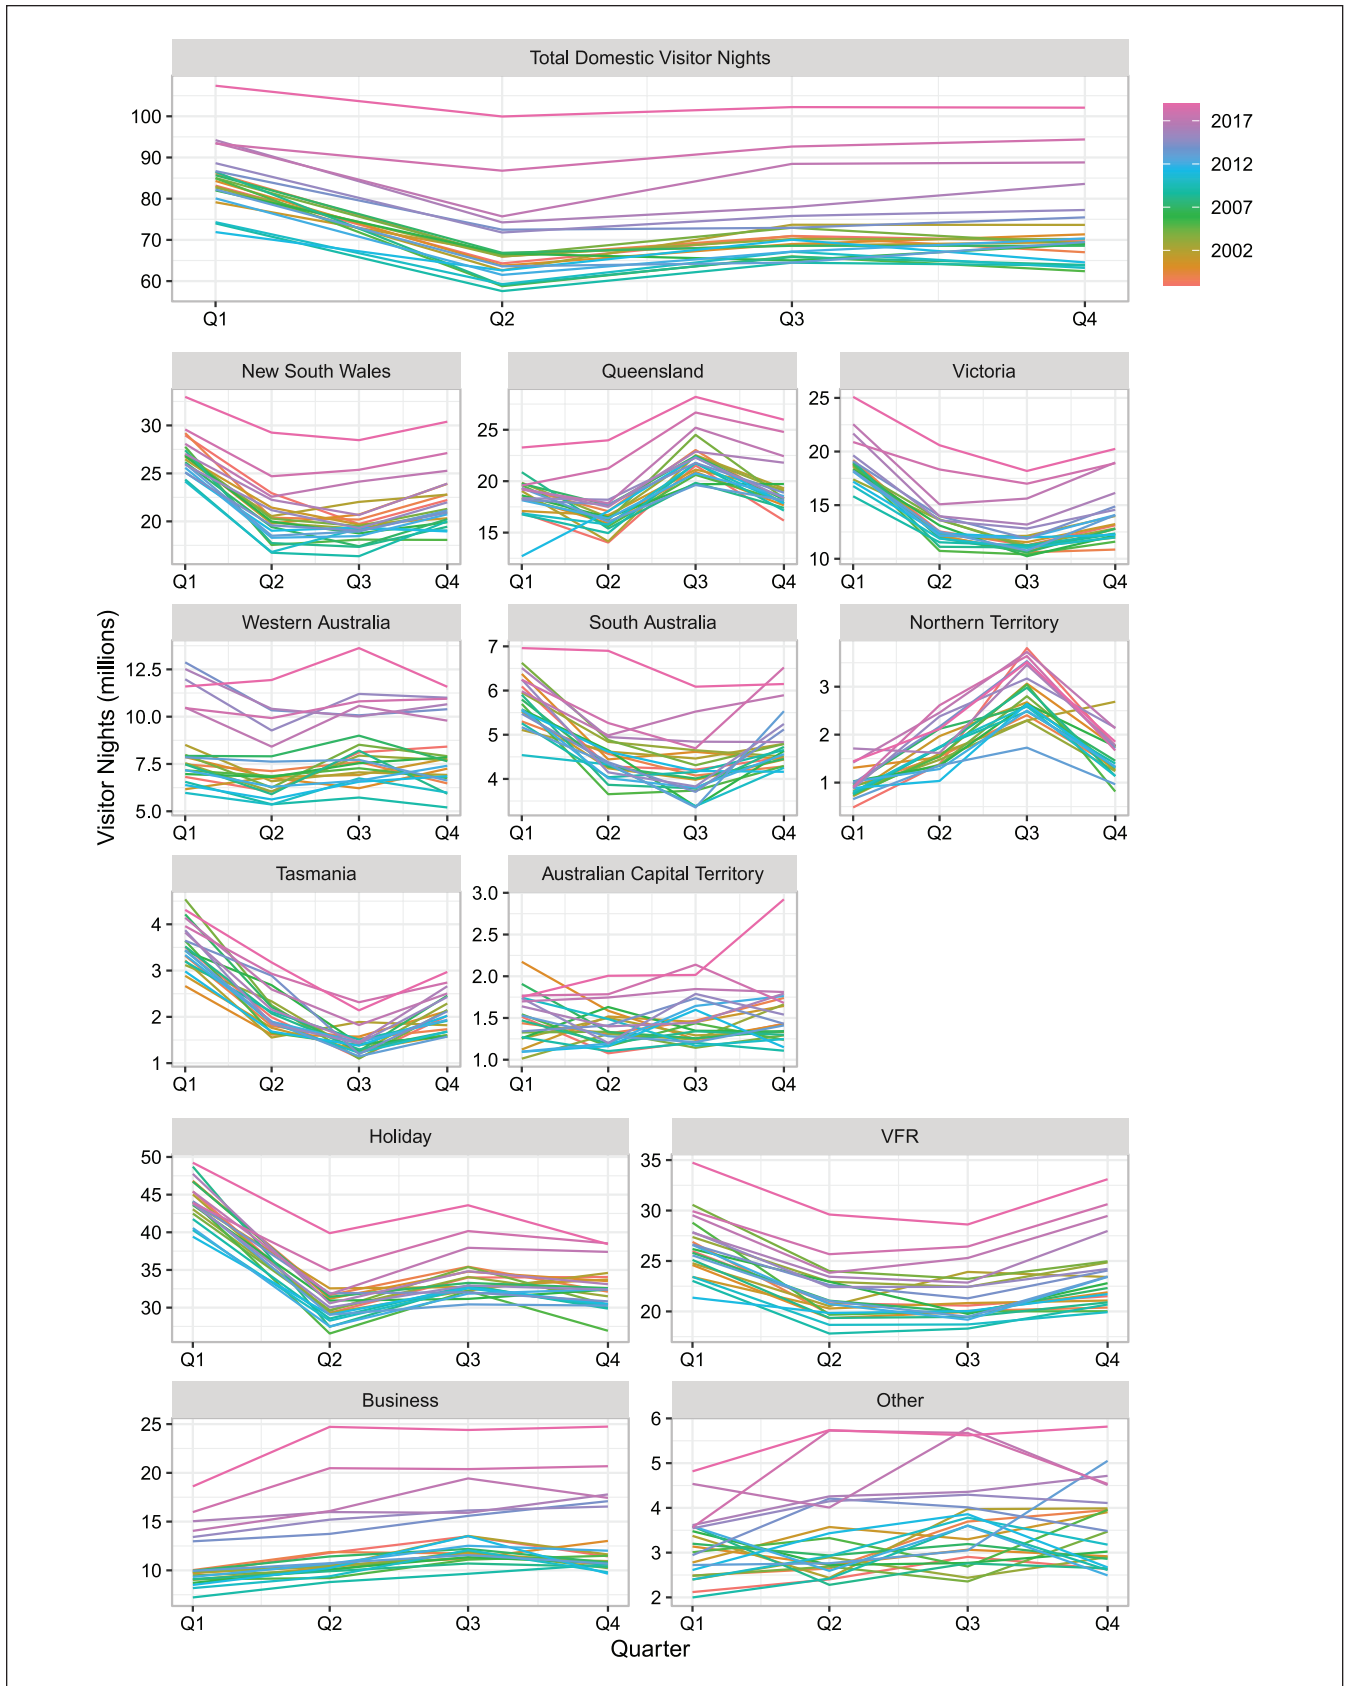 Total Domestic Visitor Nights
100
90
80
70
60
Q1 Q2 Q3 Q4
2017
2012
2007
2002
New South Wales
30
25
20
Q1 Q2 Q3 Q4
Queensland
25
20
15
Q1 Q2 Q3 Q4
Victoria
25
20
15
10
Q1 Q2 Q3 Q4
Visitor Nights (millions)
Western Australia
12.5
10.0
7.5
5.0
Q1 Q2 Q3 Q4
South Australia
7
6
5
4
Q1 Q2 Q3 Q4
Northern Territory
3
2
1
Q1 Q2 Q3 Q4
Tasmania
4
3
2
1
Q1 Q2 Q3 Q4
Australian Capital Territory
3.0
2.5
2.0
1.5
1.0
Q1 Q2 Q3 Q4
Holiday
50
45
40
35
30
Q1 Q2 Q3 Q4
VFR
35
30
25
20
Q1 Q2 Q3 Q4
Business
25
20
15
10
Q1 Q2 Q3 Q4
Other
6
5
4
3
2
Q1 Q2 Q3 Q4
Quarter